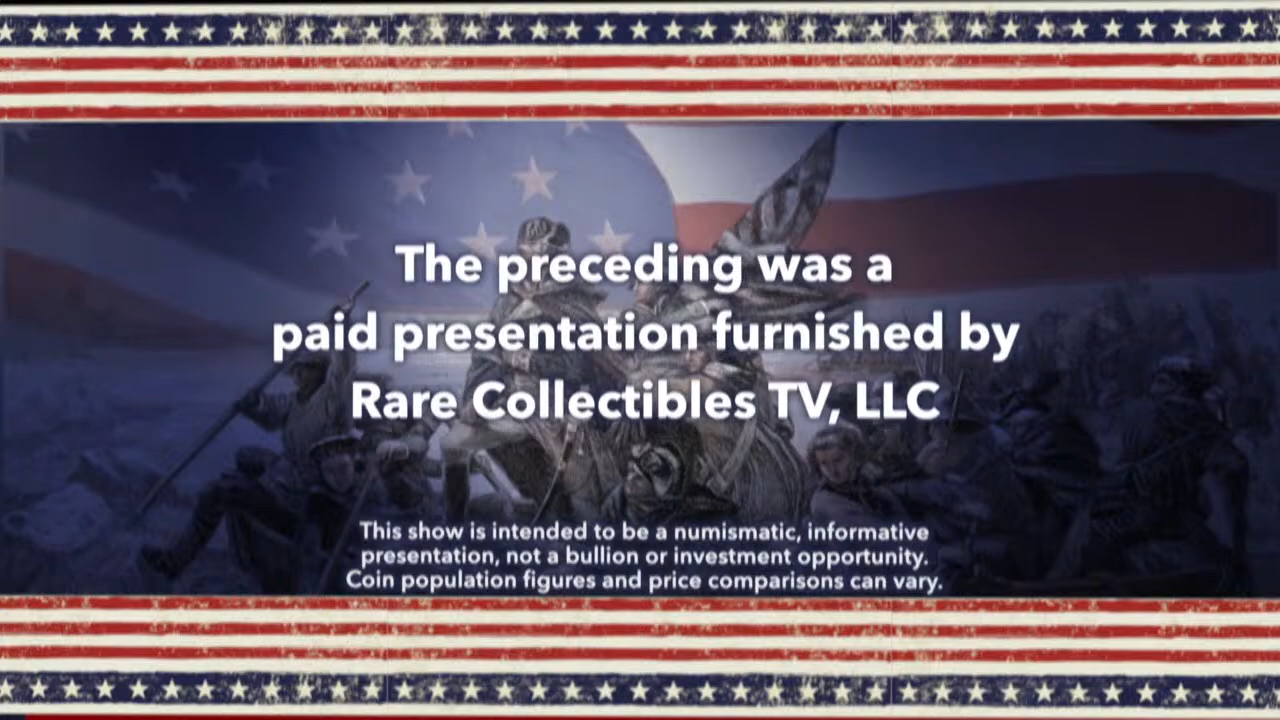 The preceding was a
paid presentation furnished by
Rare Collectibles TV, LLC
This show is intended to be a numismatic, informative
presentation, not a bullion or investment opportunity.
Coin population figures and price comparisons can vary.